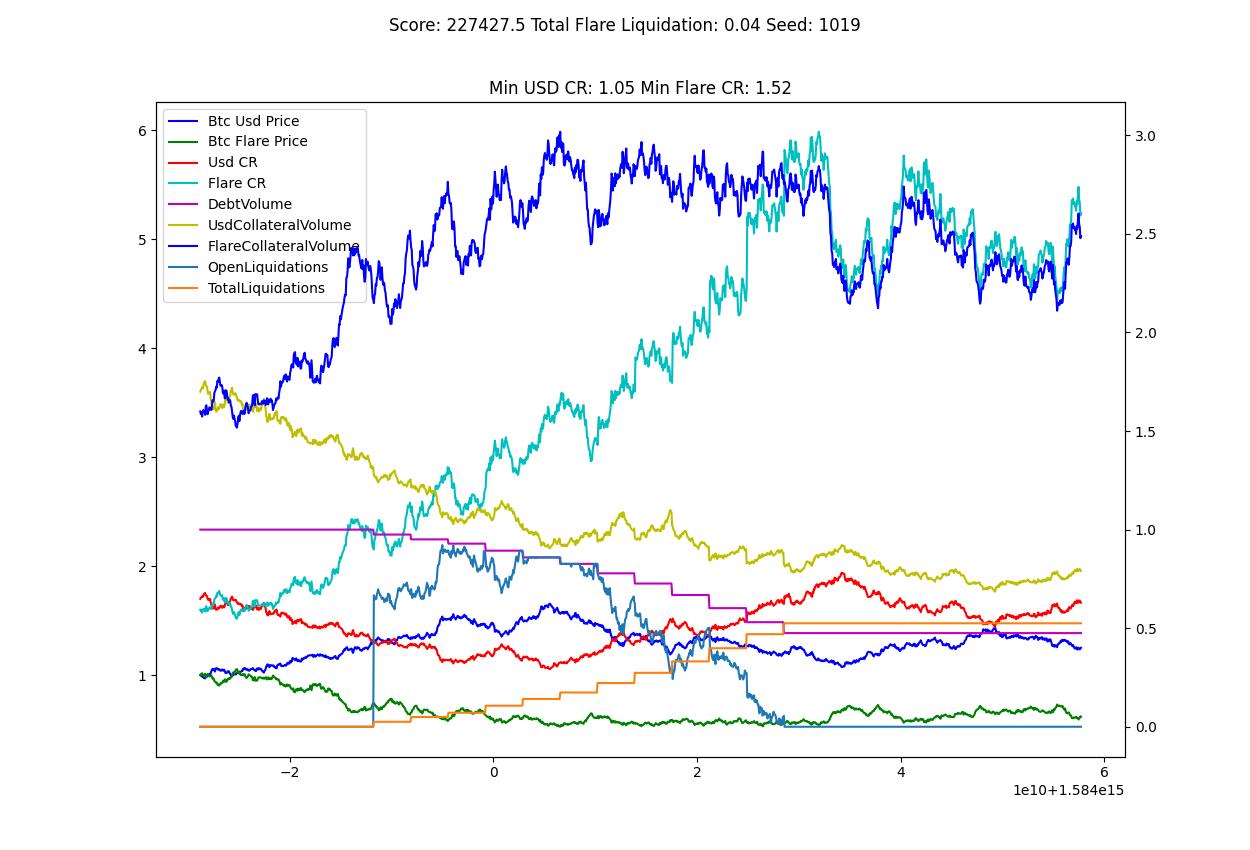 Score: 227427.5 Total Flare Liquidation: 0.04 Seed: 1019
Min USD CR: 1.05 Min Flare CR: 1.52
Btc Usd Price
Btc Flare Price
Usd CR
Flare CR
DebtVolume
UsdCollateralVolume
FlareCollateralVolume
OpenLiquidations
TotalLiquidations
6
5
4
3
2
1
3.0
2.5
2.0
1.5
1.0
0.5
0.0
−2 0 2 4 6
1e10+1.584e15